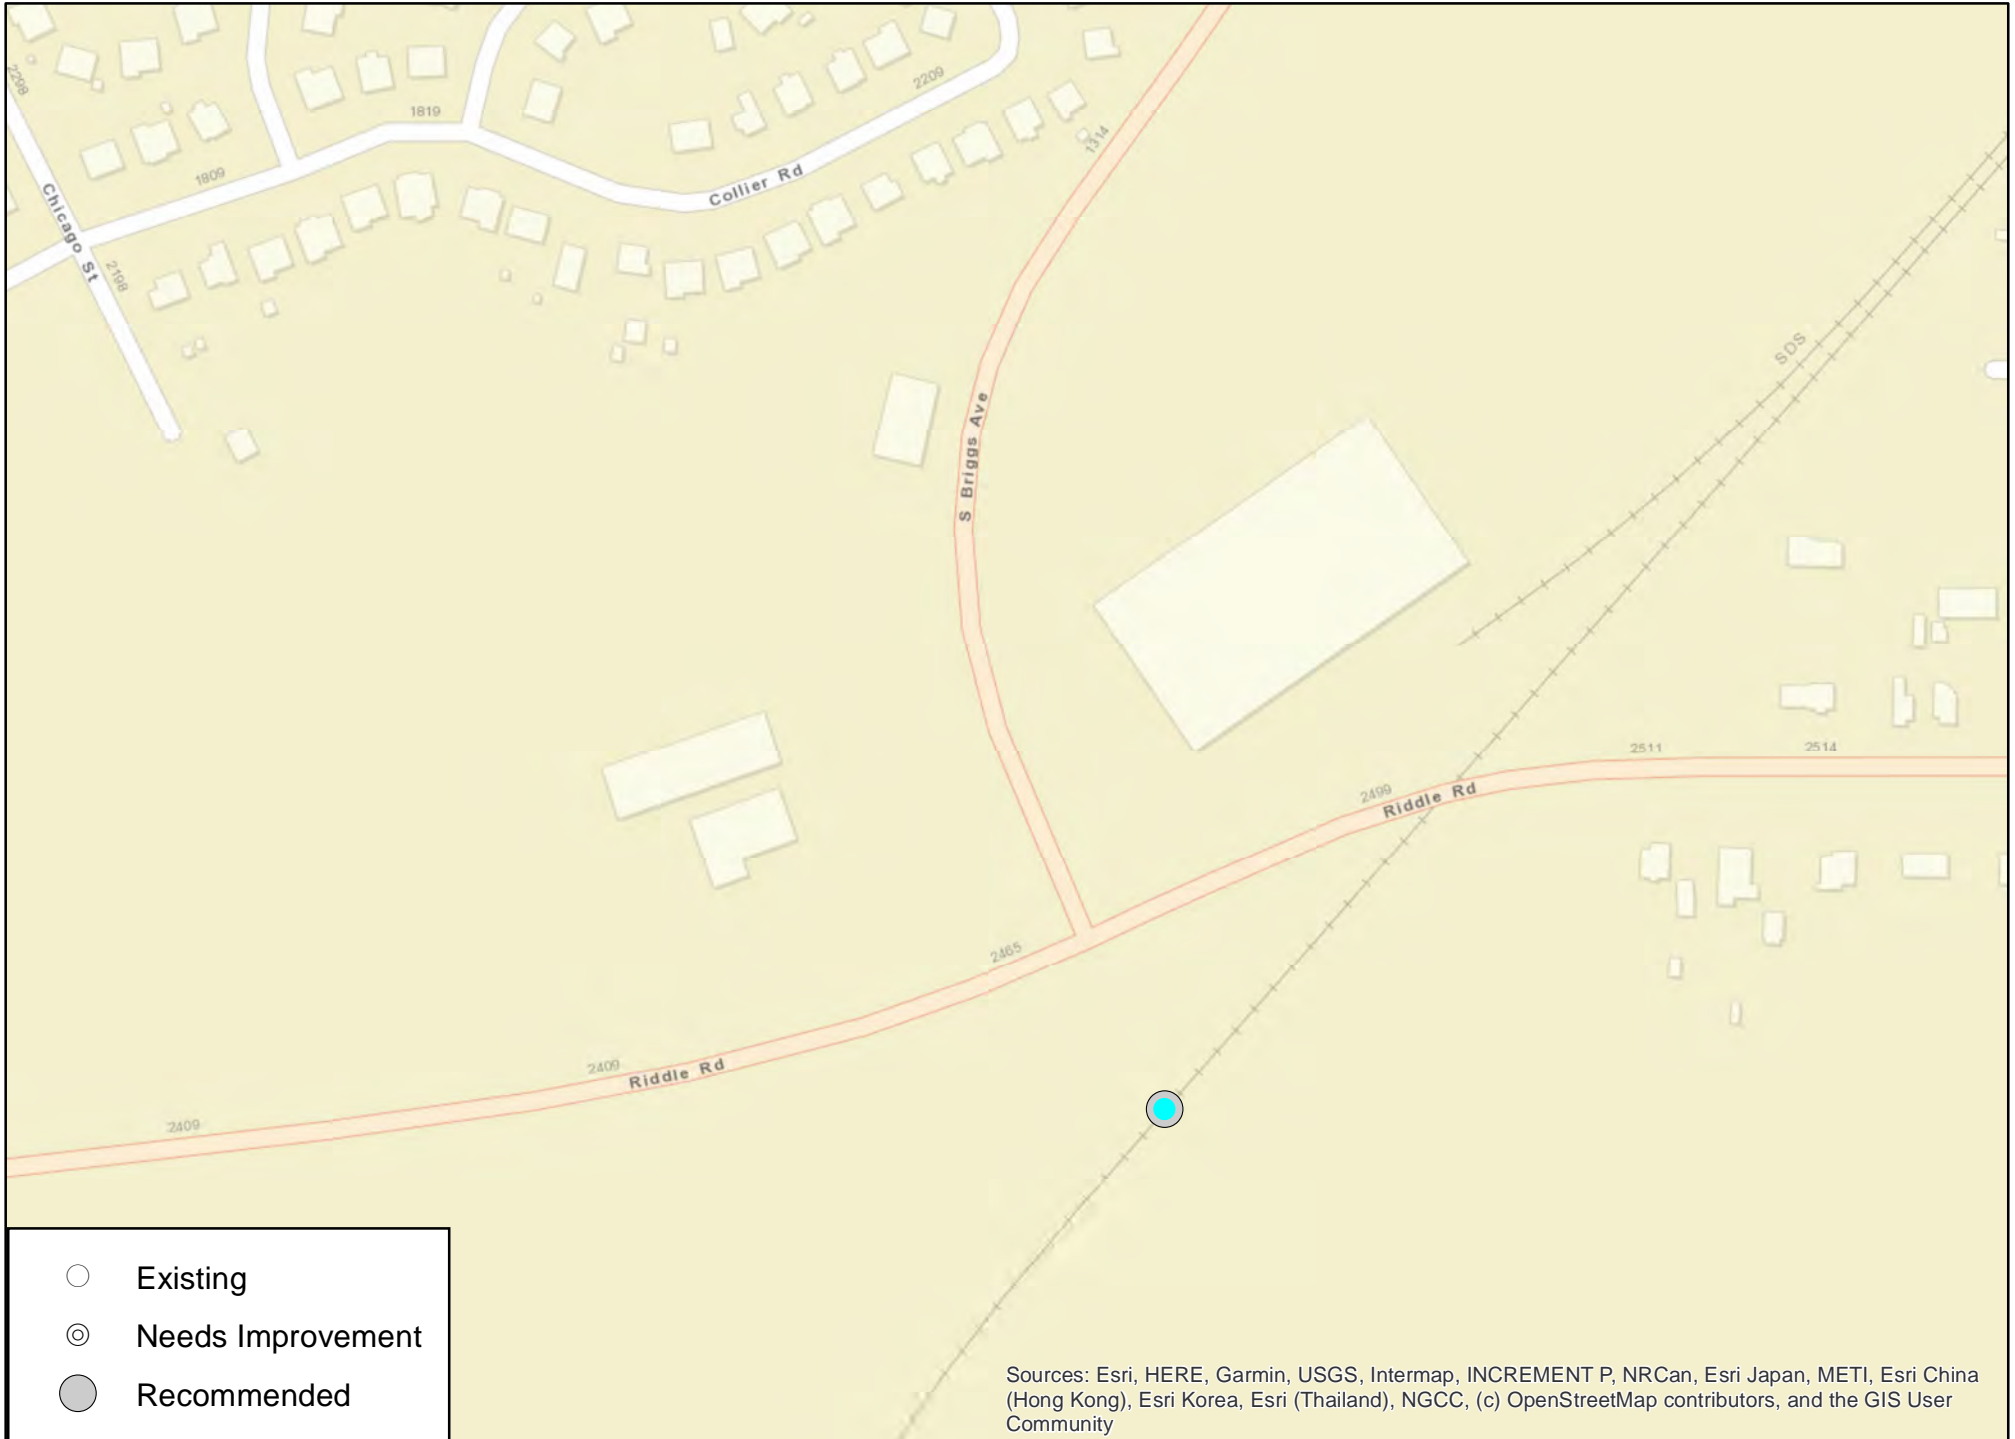 2298
1819
2209
1809
Collier Rd
1314
Chicago St
2198
SDS
S Briggs Ave
2511
2514
2499
Riddle Rd
2465
2409
Riddle Rd
2409
Existing
Needs Improvement
Recommended
Sources: Esri, HERE, Garmin, USGS, Intermap, INCREMENT P, NRCan, Esri Japan, METI, Esri China
(Hong Kong), Esri Korea, Esri (Thailand), NGCC, (c) OpenStreetMap contributors, and the GIS User
Community